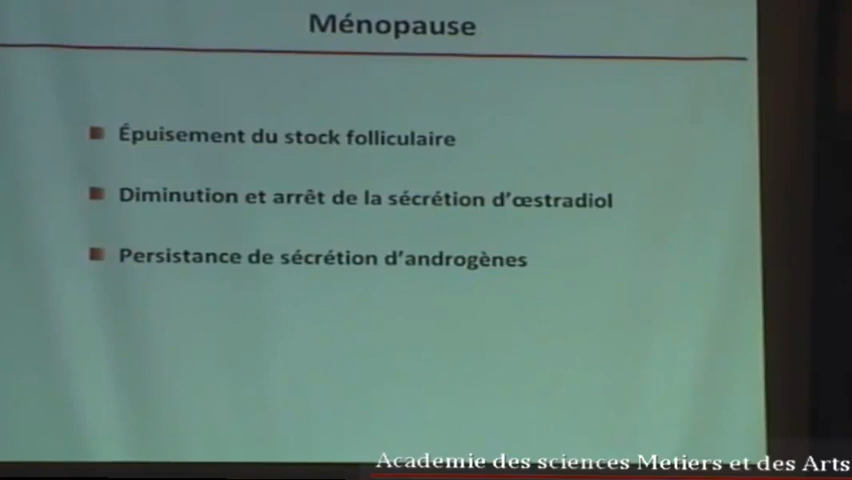 Ménopause
Épuisement du stock folliculaire
Diminution et arrêt de la sécrétion d'œstradiol
Persistance de sécrétion d'androgènes
Academie des sciences Metiers et des Arts